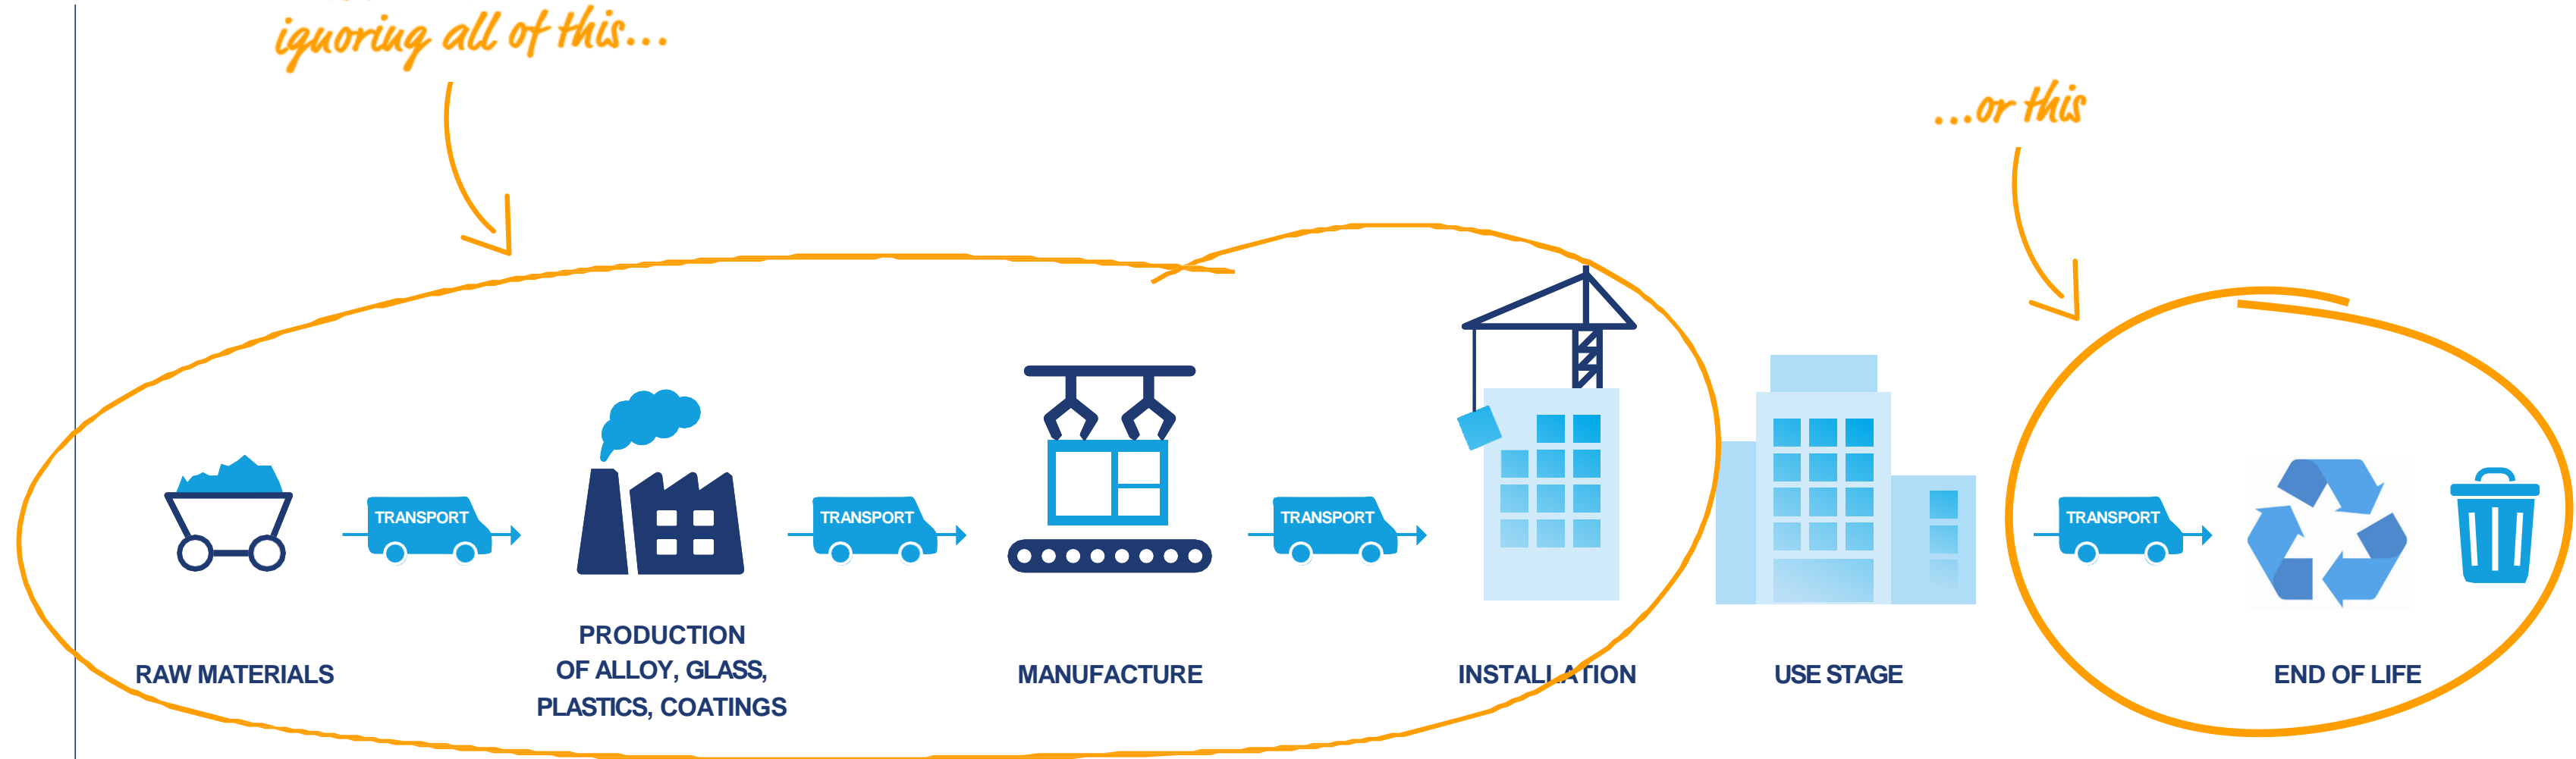 ignoring all of this...
...or this
TRANSPORT
TRANSPORT
TRANSPORT
TRANSPORT
RAW MATERIALS
PRODUCTION
OF ALLOY, GLASS,
PLASTICS, COATINGS
MANUFACTURE
INSTALLATION
USE STAGE
END OF LIFE